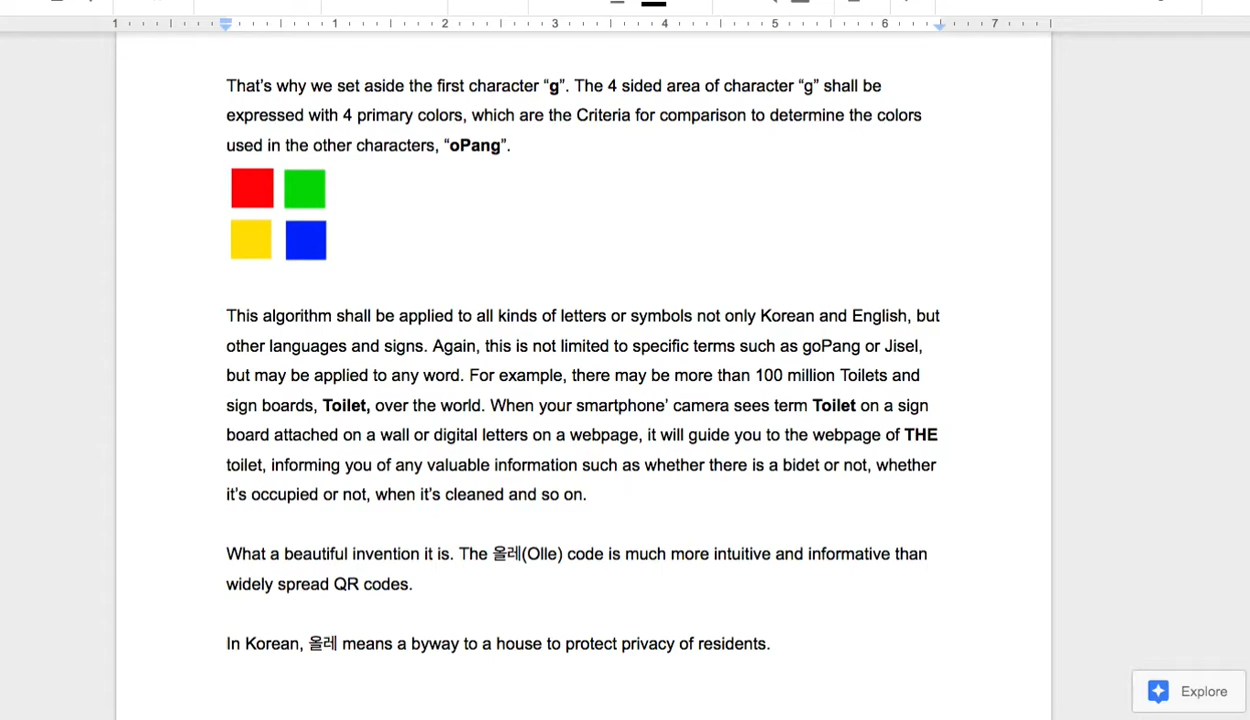 1 1 2 3 4 5 6 7
That's why we set aside the first character “g”. The 4 sided area of character “g” shall be
expressed with 4 primary colors, which are the Criteria for comparison to determine the colors
used in the other characters, “oPang”.
This algorithm shall be applied to all kinds of letters or symbols not only Korean and English, but
other languages and signs. Again, this is not limited to specific terms such as goPang or Jisel,
but may be applied to any word. For example, there may be more than 100 million Toilets and
sign boards, Toilet, over the world. When your smartphone’ camera sees term Toilet on a sign
board attached on a wall or digital letters on a webpage, it will guide you to the webpage of THE
toilet, informing you of any valuable information such as whether there is a bidet or not, whether
it’s occupied or not, when it’s cleaned and so on.
What a beautiful invention it is. The 올레(Olle) code is much more intuitive and informative than
widely spread QR codes.
In Korean, 올레 means a byway to a house to protect privacy of residents.
Explore